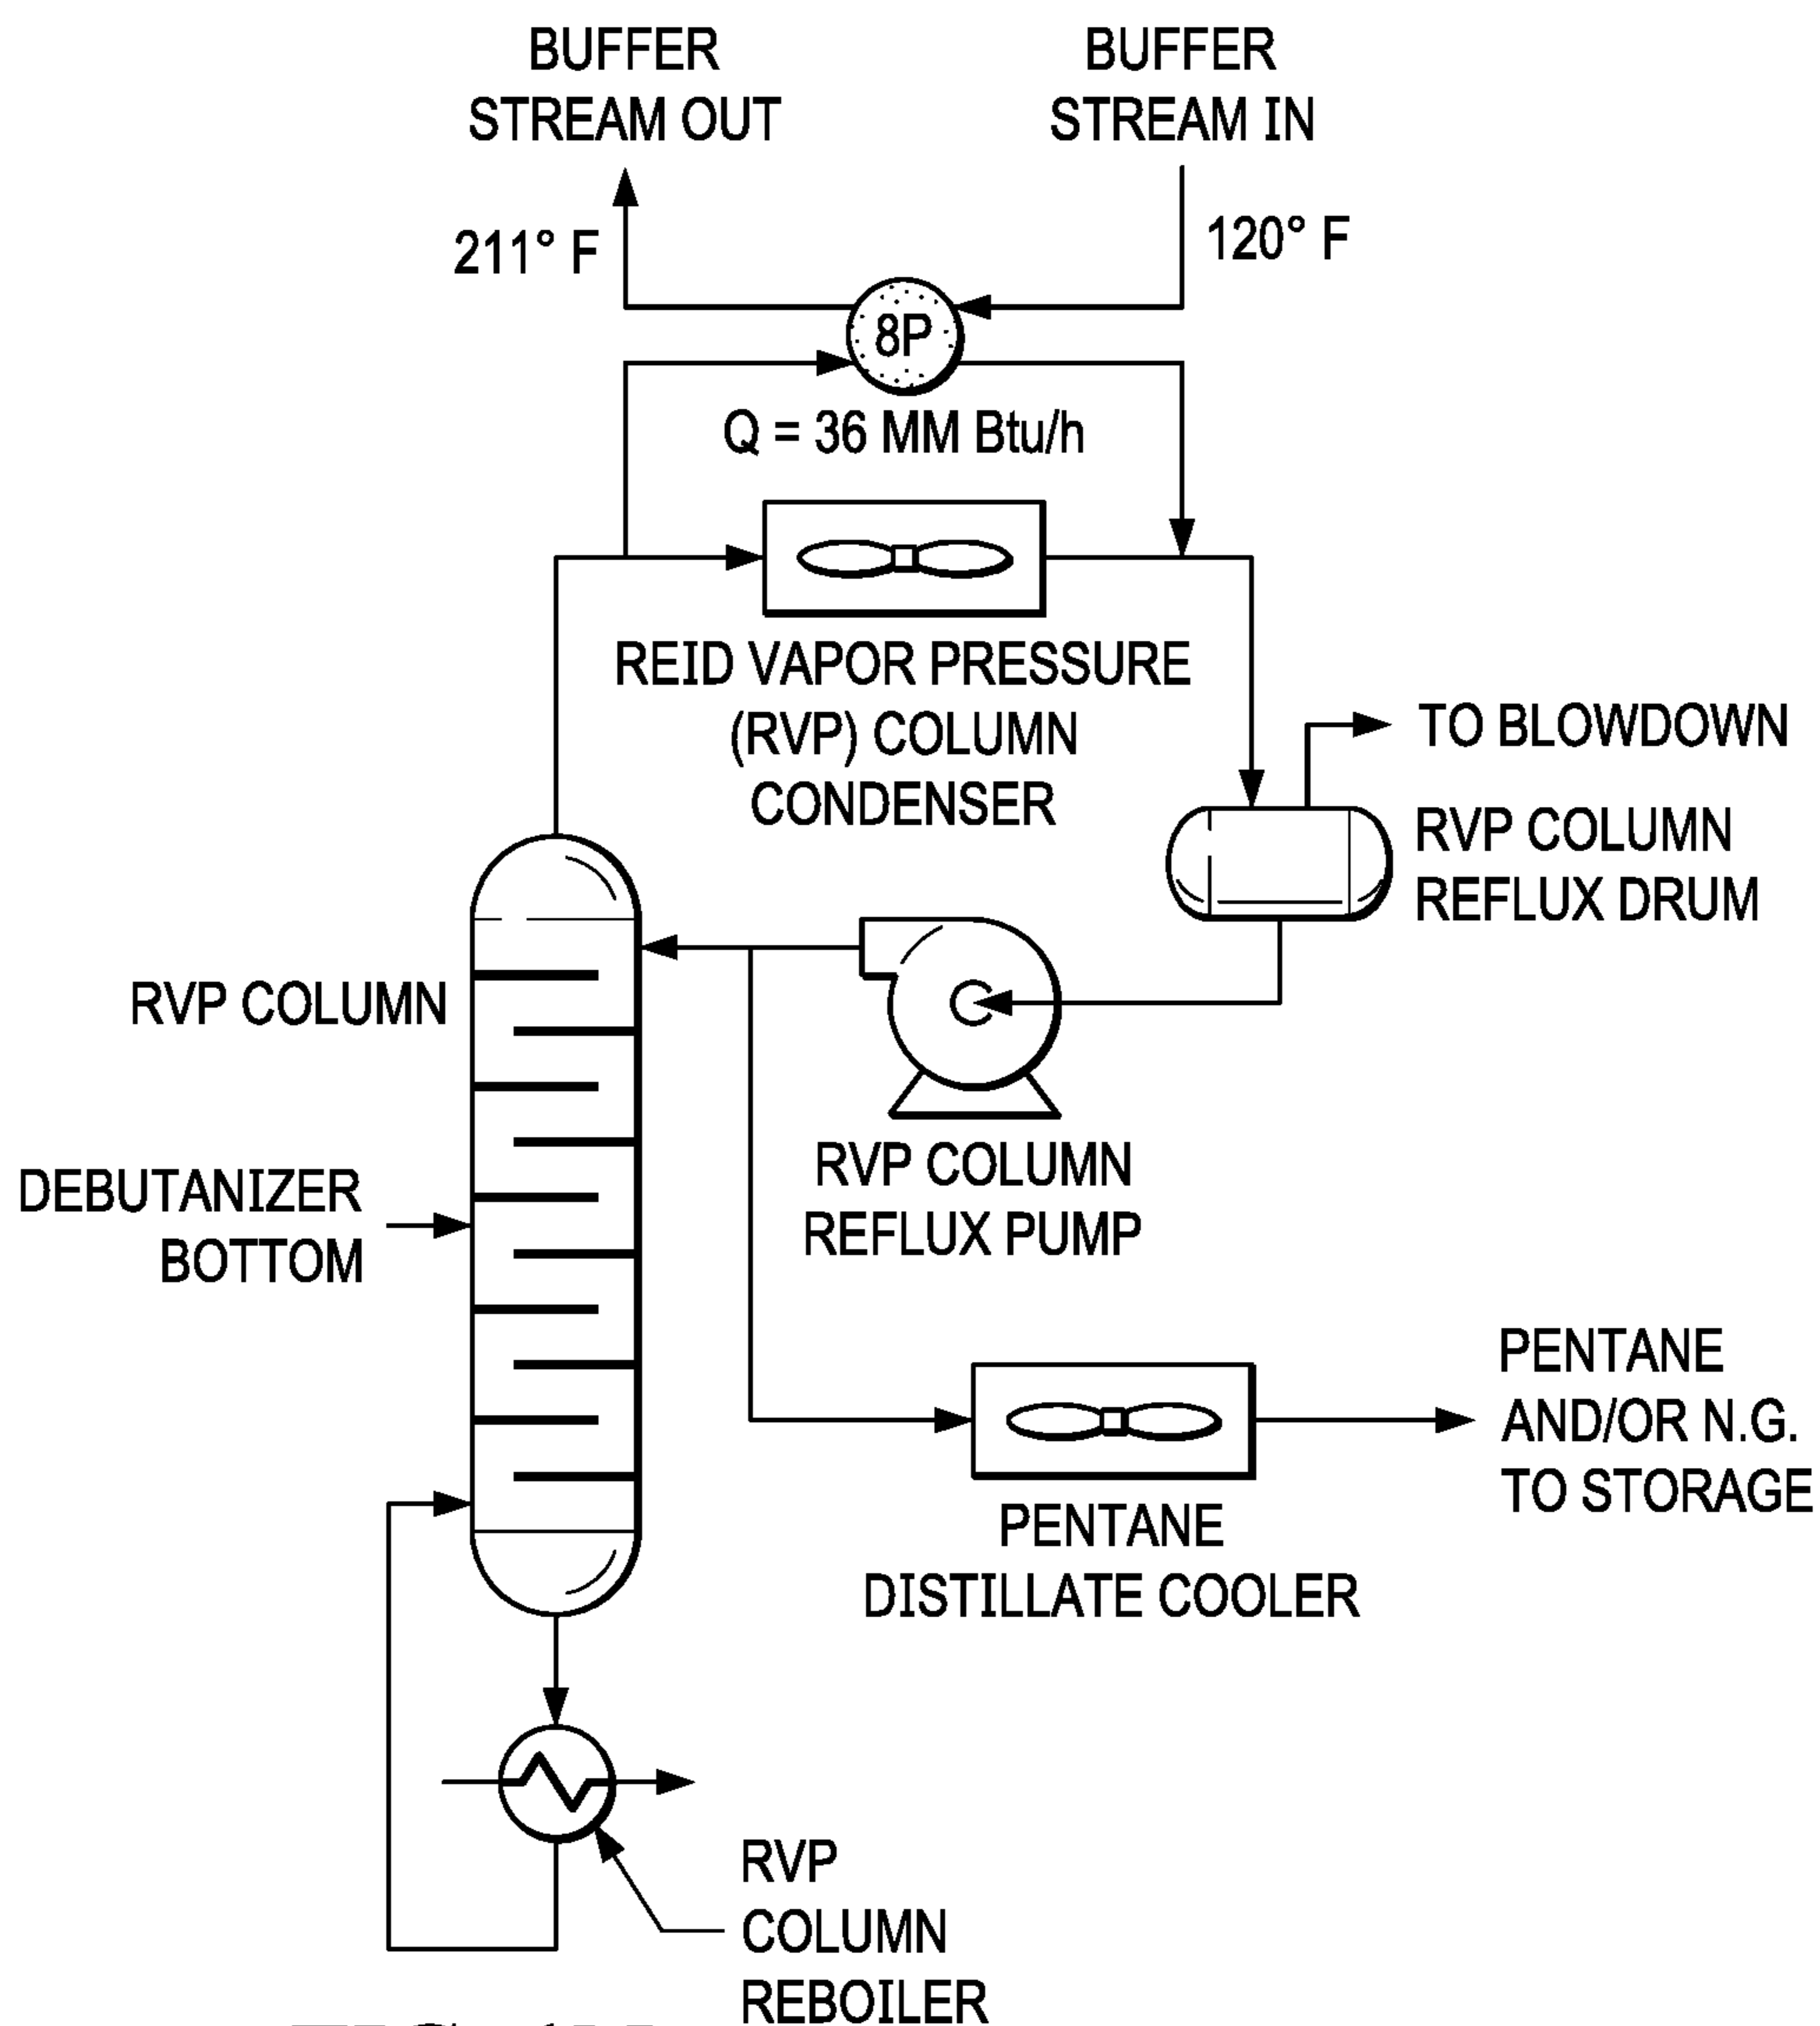 BUFFER
STREAM OUT
BUFFER
STREAM IN
211° F
120° F
8P
Q = 36 MM Btu/h
REID VAPOR PRESSURE
(RVP) COLUMN
CONDENSER
TO BLOWDOWN
RVP COLUMN
REFLUX DRUM
RVP COLUMN
DEBUTANIZER
BOTTOM
RVP COLUMN
REFLUX PUMP
PENTANE
AND/OR N.G.
TO STORAGE
PENTANE
DISTILLATE COOLER
RVP
COLUMN
REBOILER